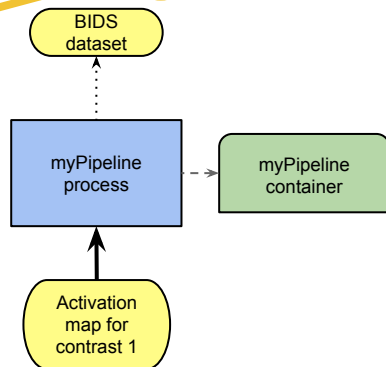 BIDS
dataset
myPipeline
process
myPipeline
container
Activation
map for
contrast 1